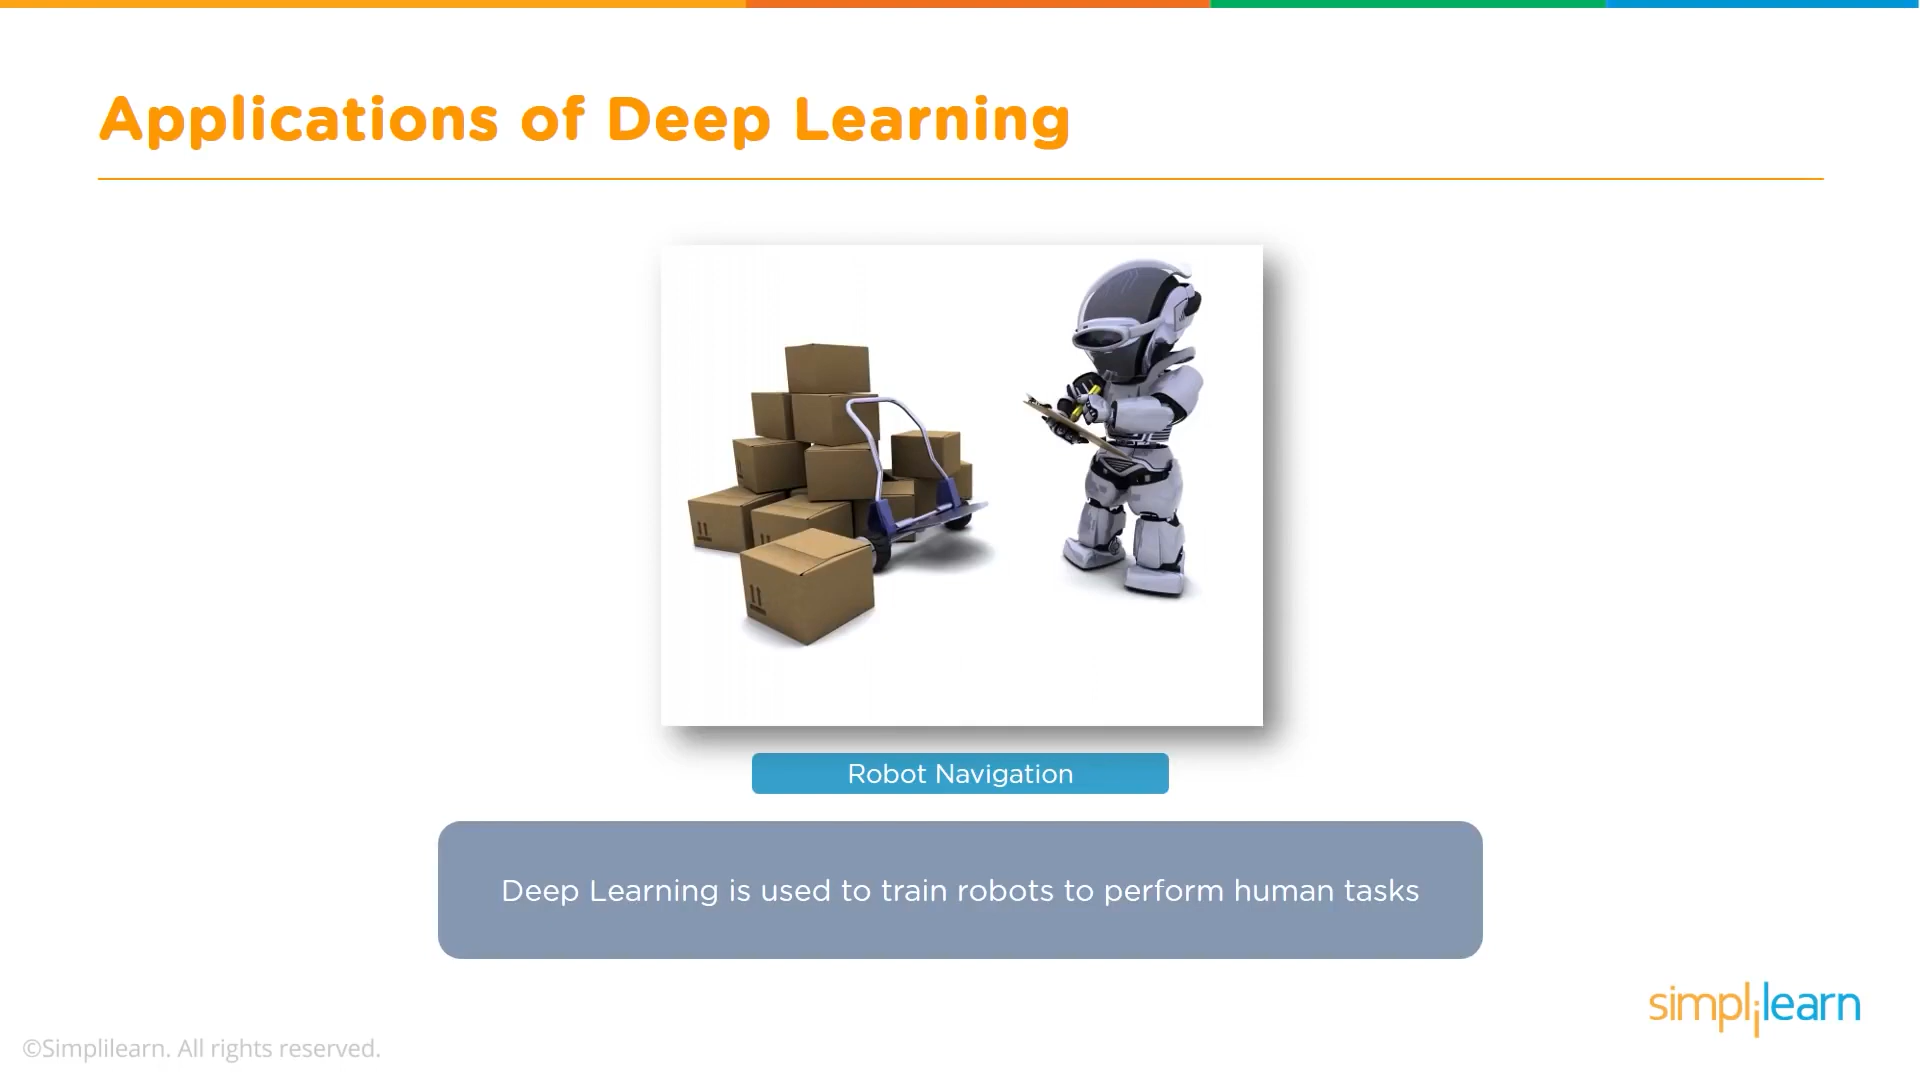 Applications of Deep Learning
Robot Navigation
Deep Learning is used to train robots to perform human tasks
simplilearn
©Simplilearn. All rights reserved.